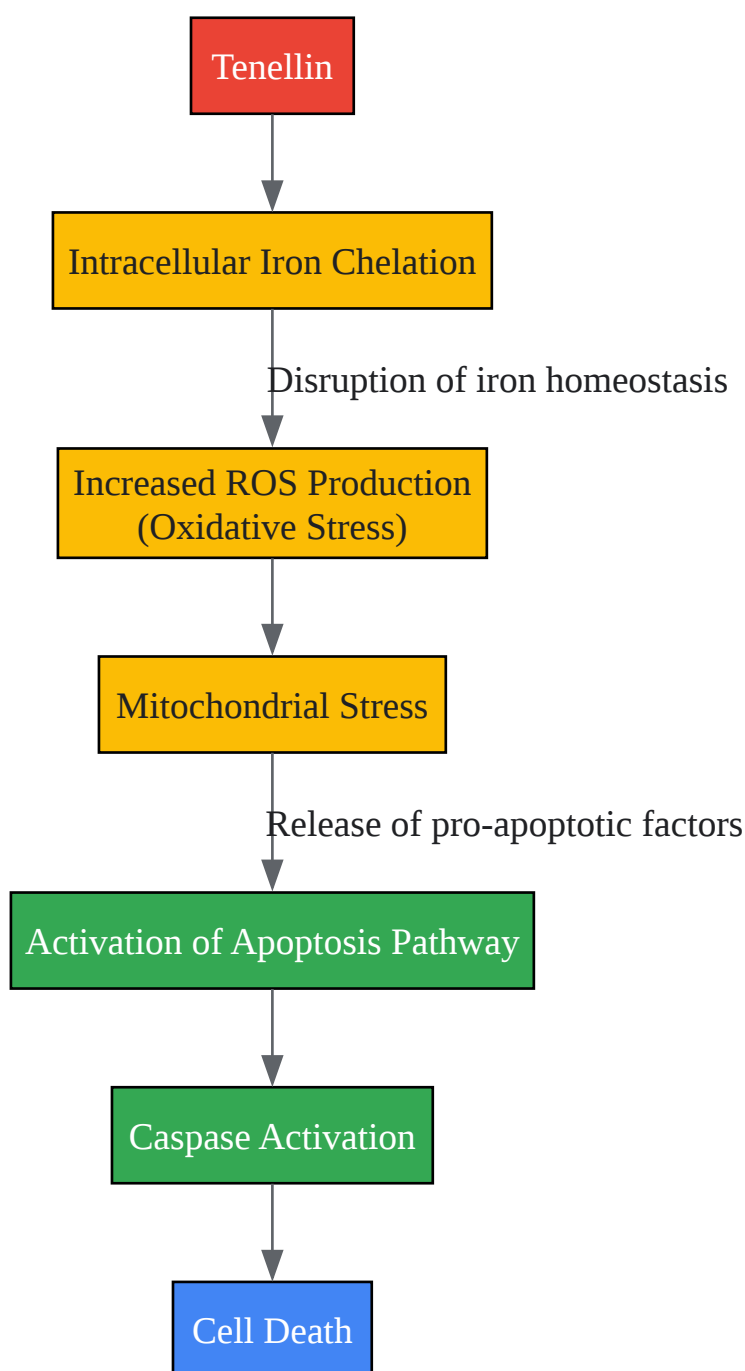 Tenellin
Intracellular Iron Chelation
Disruption of iron homeostasis
Increased ROS Production
(Oxidative Stress)
Mitochondrial Stress
Release of pro-apoptotic factors
Activation of Apoptosis Pathway
Caspase Activation
Cell Death